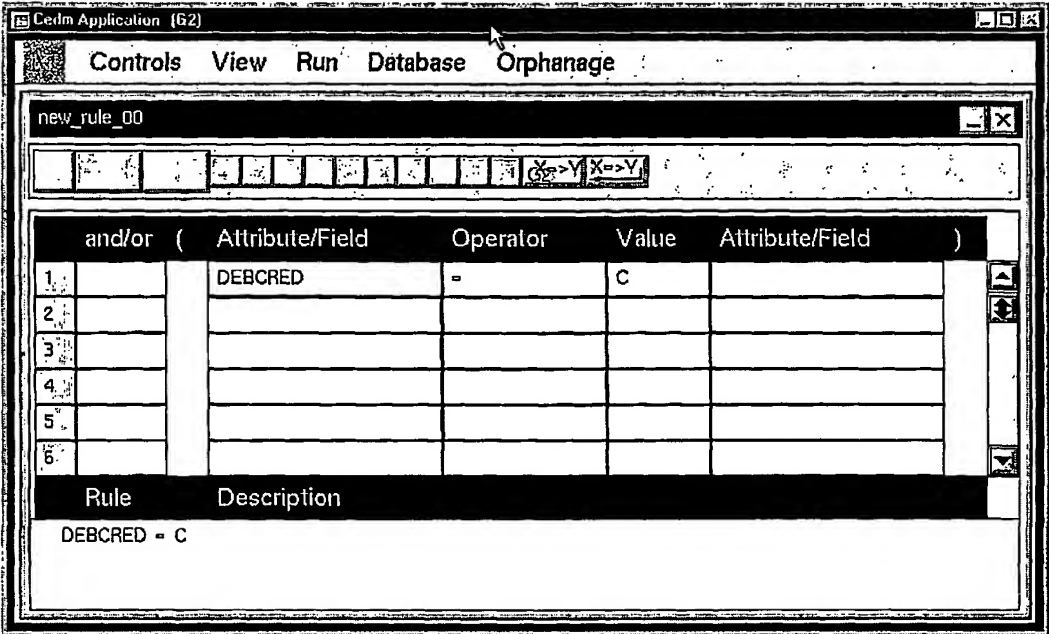 Cedm Application (G2)
Controls View Run Database Orphanage
new_rule_00
X=>Y X=>Y
and/or ( Attribute/Field Operator Value Attribute/Field )
1 DEBCRED = C
2
3
4
5
6
Rule Description
DEBCRED = C